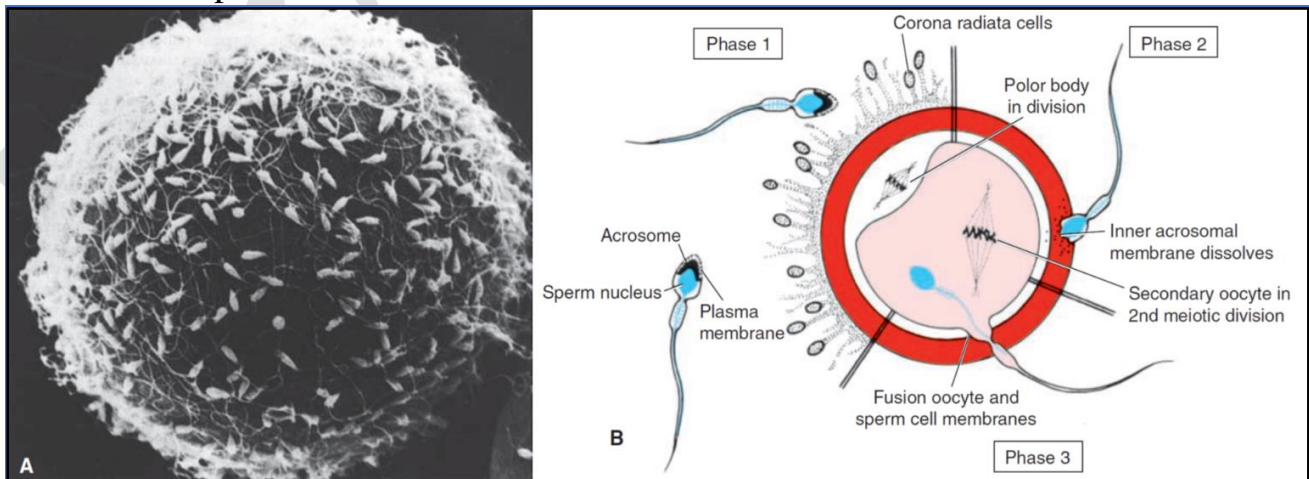 Phase 1
Corona radiata cells
Phase 2
Polor body
in division
Acrosome
Sperm nucleus
Plasma
membrane
Inner acrosomal
membrane dissolves
Secondary oocyte in
2nd meiotic division
Fusion oocyte and
sperm cell membranes
Phase 3
A
B